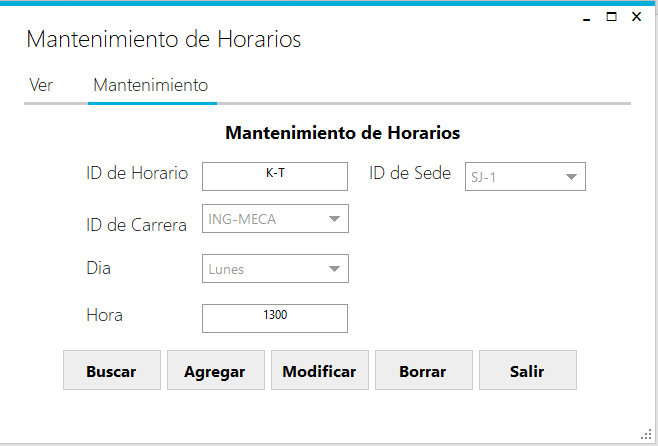 Mantenimiento de Horarios
Ver Mantenimiento
Mantenimiento de Horarios
ID de Horario K-T ID de Sede SJ-1
ID de Carrera ING-MECA
Dia Lunes
Hora 1300
Buscar Agregar Modificar Borrar Salir